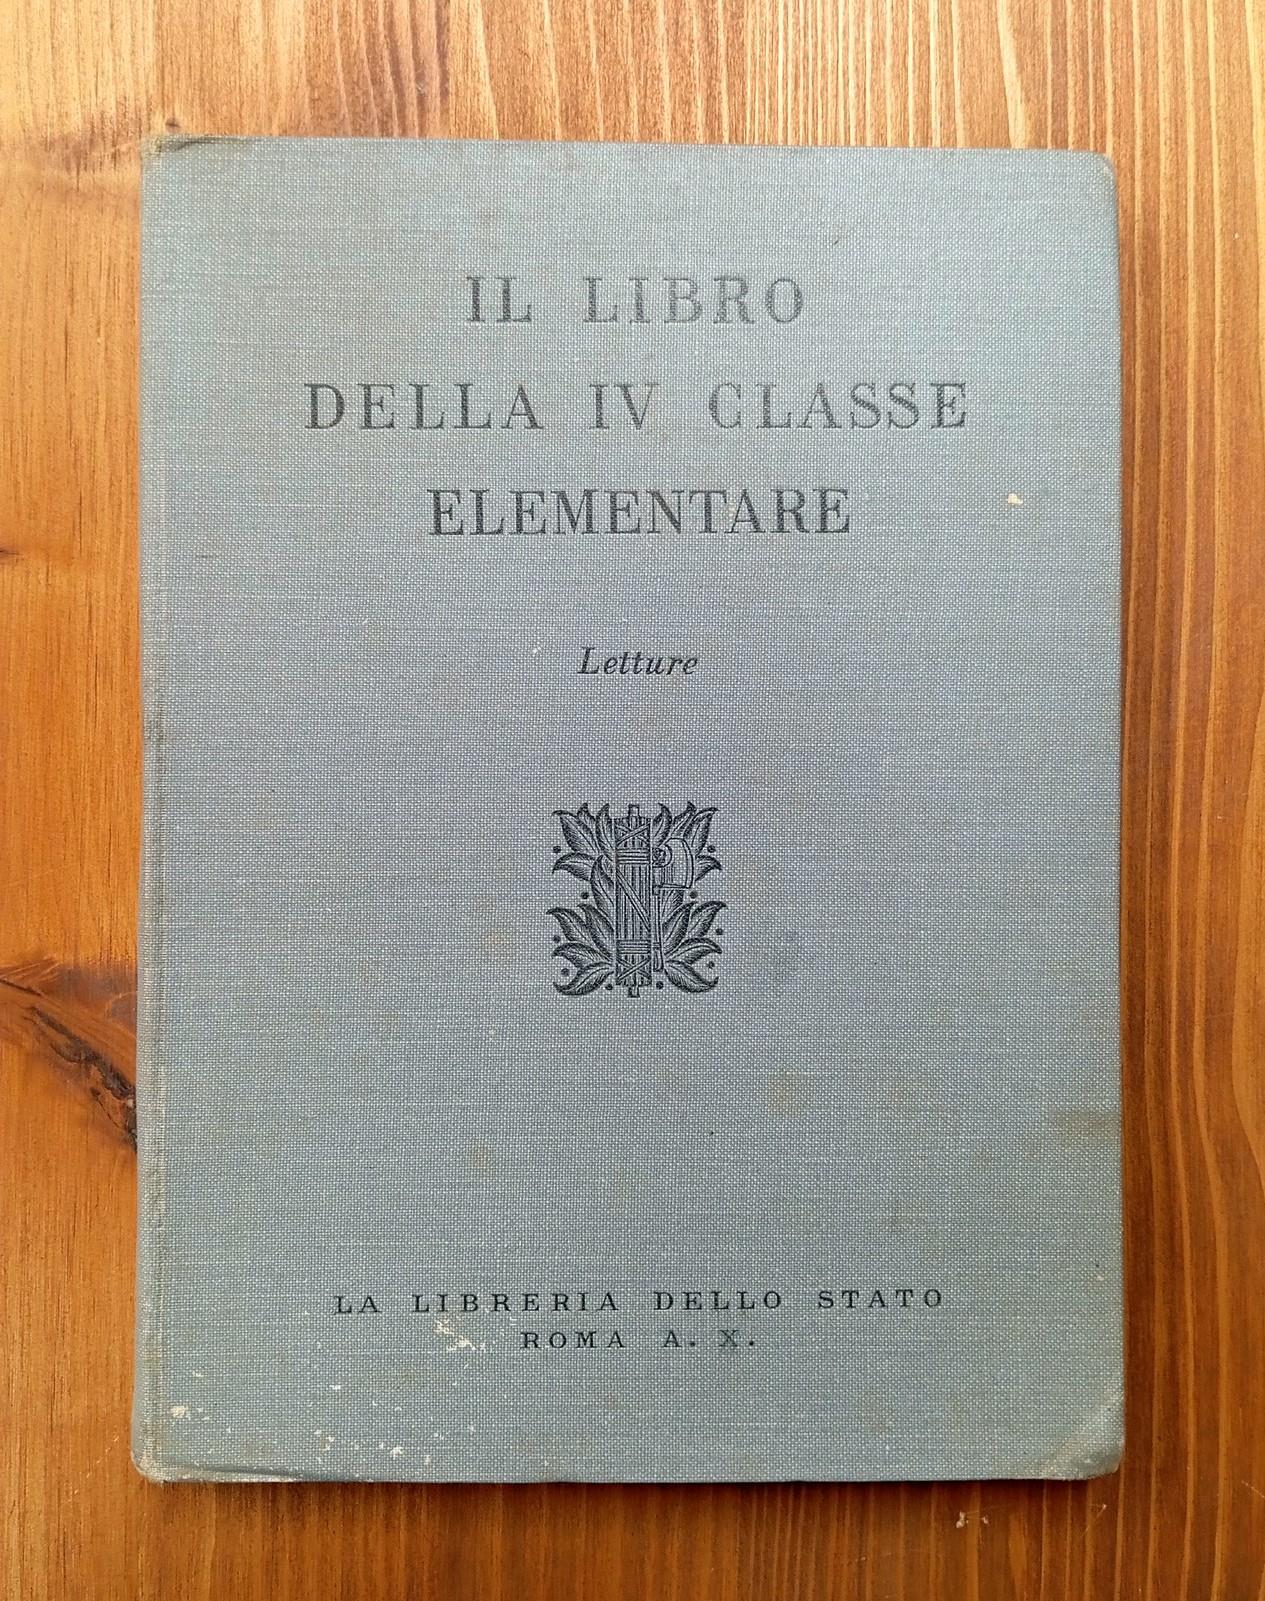 IL LIBRO
DELLA IV CLASSE
ELEMENTARE
Letture
LA LIBRERIA DELLO STATO
ROMA A. X.